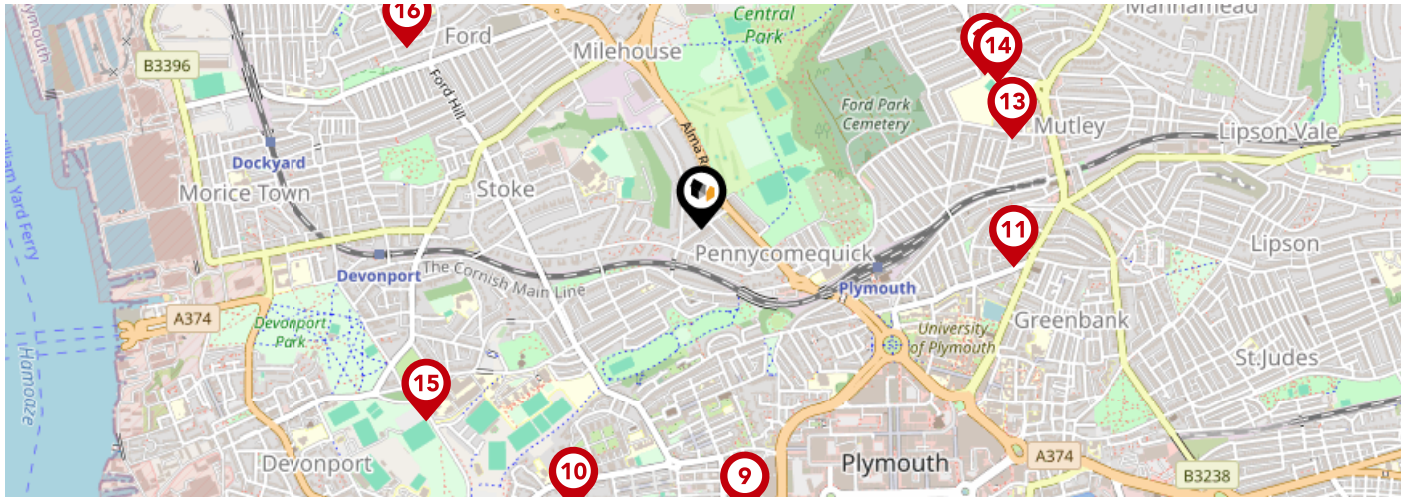 16
Central
Park
Mannamead
Ford
Milehouse
14
B3396
Ford Hill
13
Ford Park
Cemetery
Mutley
Lipson Vale
Alma R
Dockyard
Morice Town
Stoke
William Yard Ferry
11
Lipson
Pennycomequick
Devonport
The Cornish Main Line
Plymouth
A374
Devonport
Park
University
of Plymouth
Greenbank
St.Judes
Hamoaze
15
Devonport
10
9
Plymouth
A374
B3238